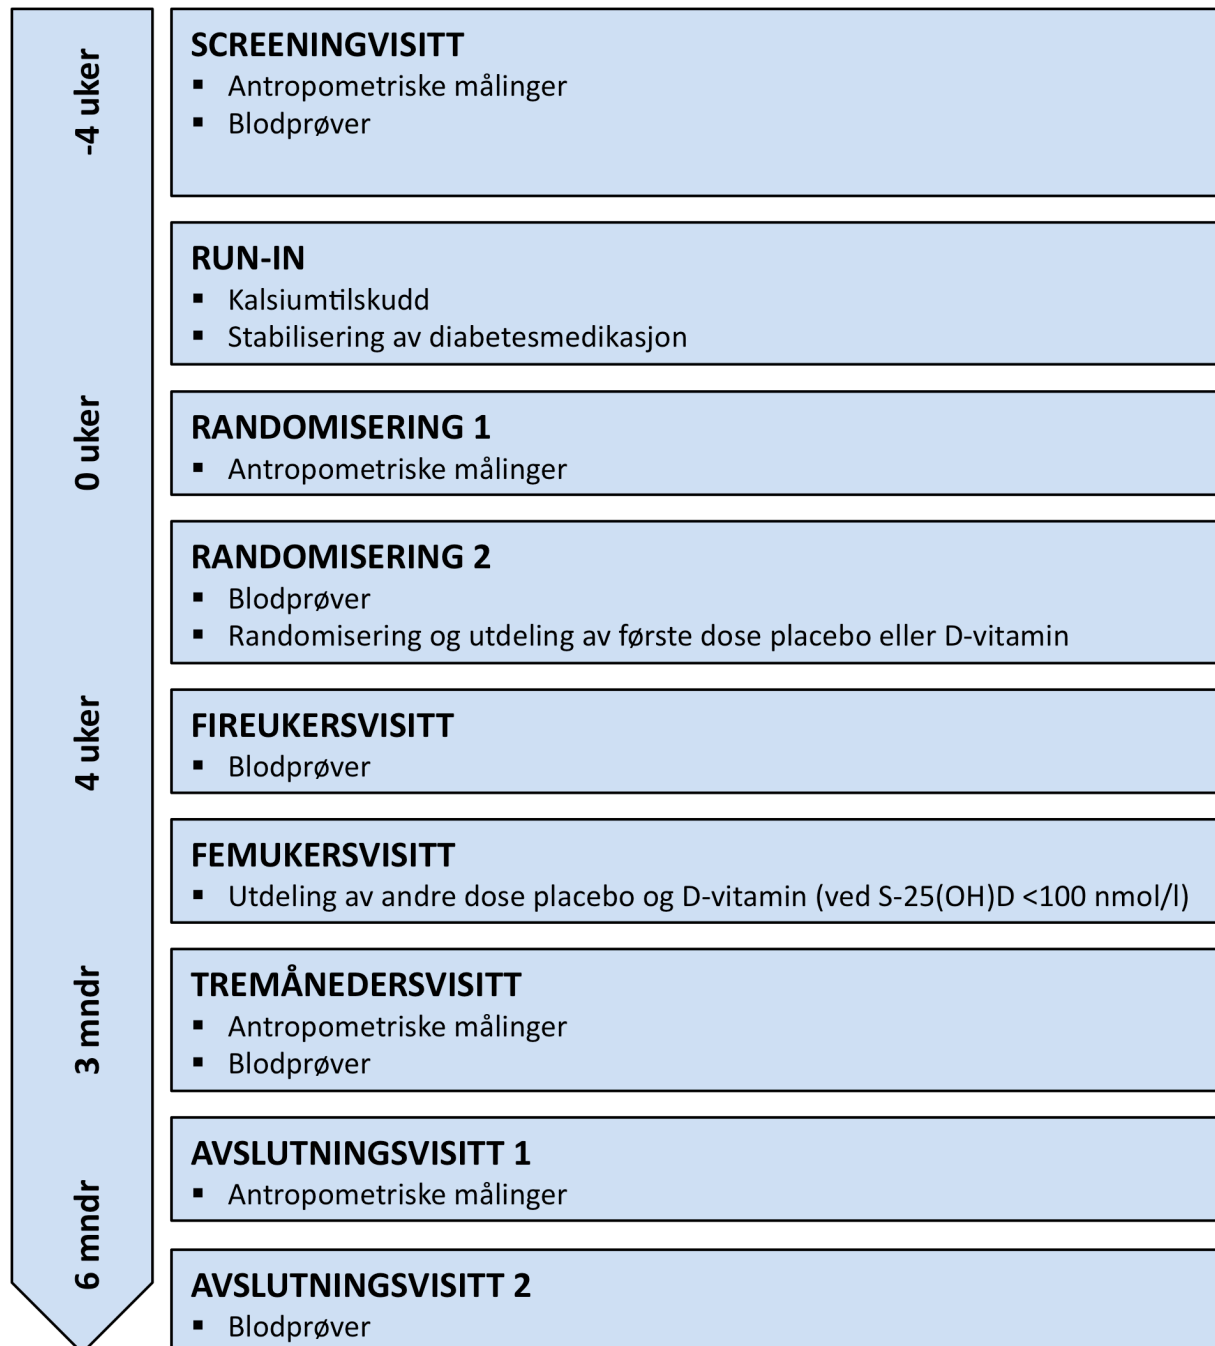 -4 uker
SCREENINGVISITT
▪ Antropometriske målinger
▪ Blodprøver
RUN-IN
▪ Kalsiumtilskudd
▪ Stabilisering av diabetesmedikasjon
0 uker
RANDOMISERING 1
▪ Antropometriske målinger
RANDOMISERING 2
▪ Blodprøver
▪ Randomisering og utdeling av første dose placebo eller D-vitamin
4 uker
FIREUKERSVISITT
▪ Blodprøver
FEMUKERSVISITT
▪ Utdeling av andre dose placebo og D-vitamin (ved S-25(OH)D <100 nmol/l)
3 mndr
TREMÅNEDERSVISITT
▪ Antropometriske målinger
▪ Blodprøver
6 mndr
AVSLUTNINGSVISITT 1
▪ Antropometriske målinger
AVSLUTNINGSVISITT 2
▪ Blodprøver